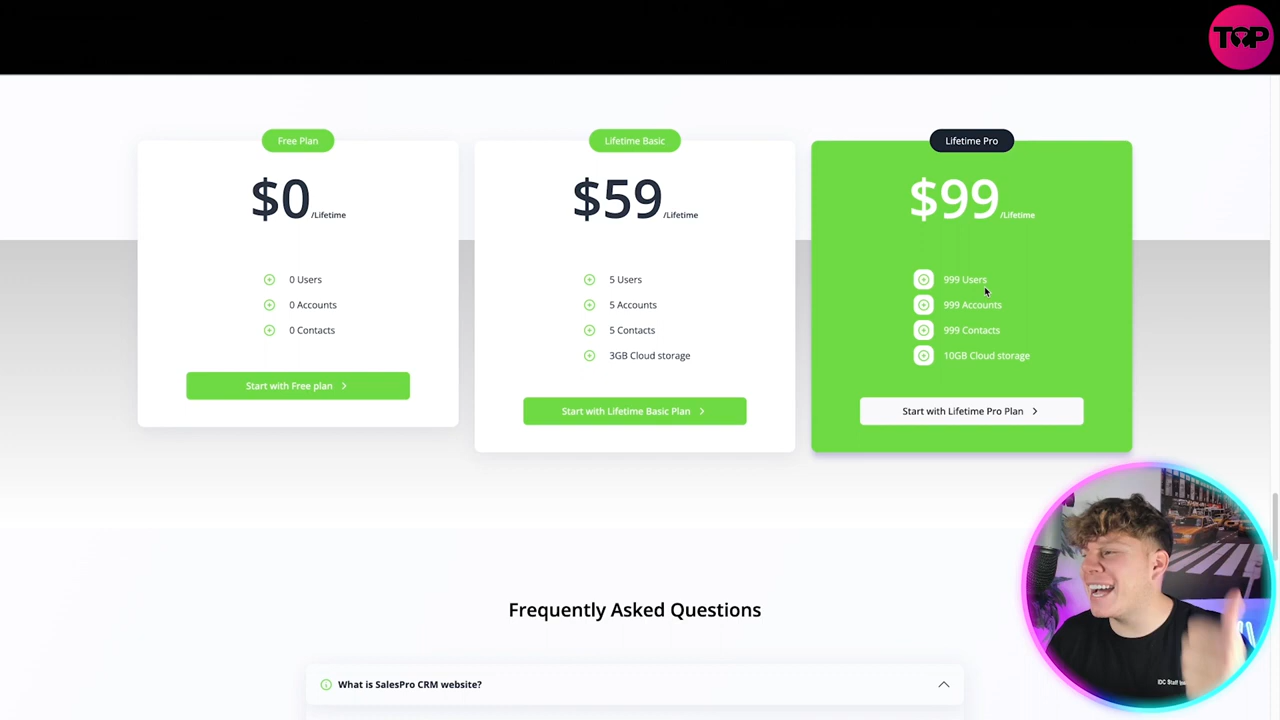 TOP
Free Plan
$0/Lifetime
0 Users
0 Accounts
0 Contacts
Start with Free plan
Lifetime Basic
$59/Lifetime
5 Users
5 Accounts
5 Contacts
3GB Cloud storage
Start with Lifetime Basic Plan
Lifetime Pro
$99/Lifetime
999 Users
999 Accounts
999 Contacts
10GB Cloud storage
Start with Lifetime Pro Plan
Frequently Asked Questions
What is SalesPro CRM website?